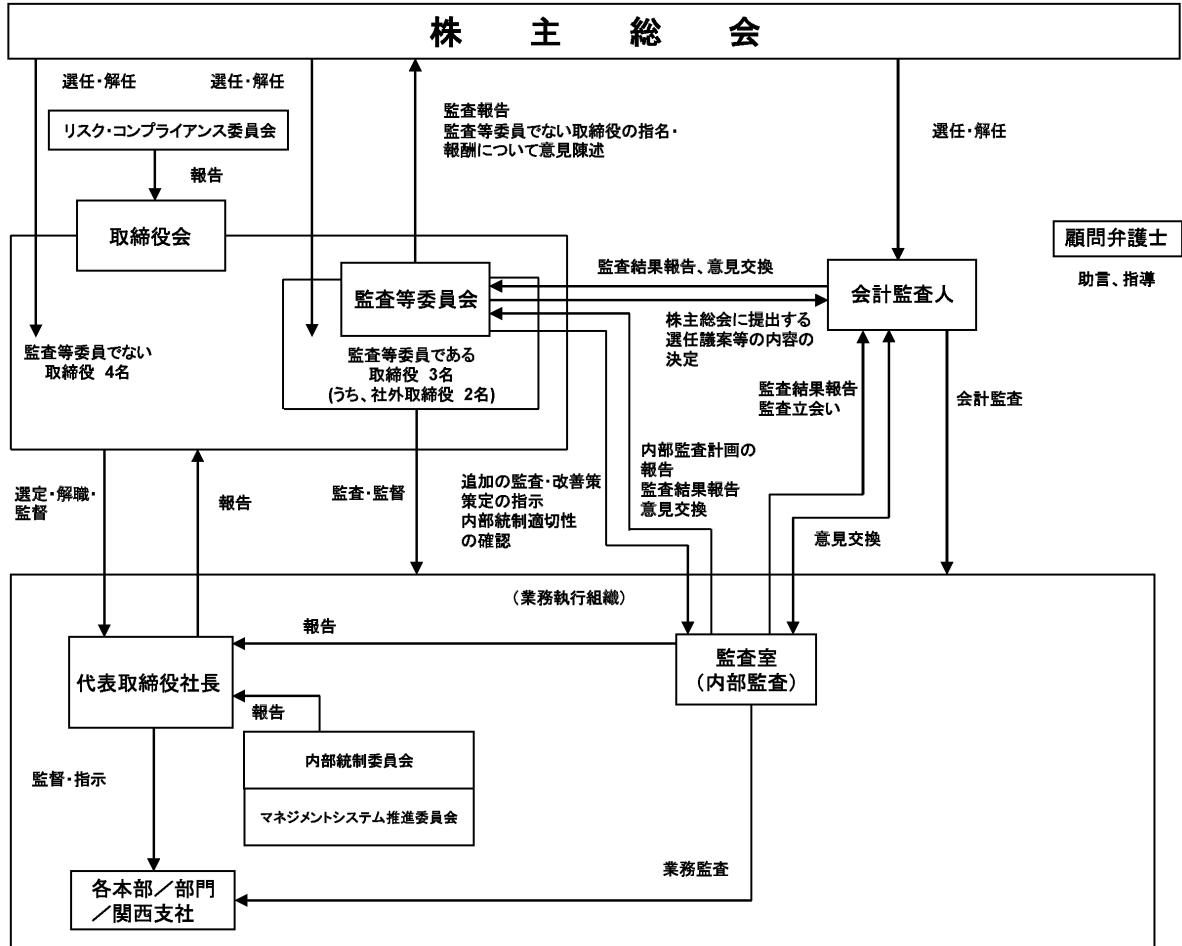 株主総会
選任・解任
選任・解任
監査報告
監査等委員でない取締役の指名・
報酬について意見陳述
選任・解任
リスク・コンプライアンス委員会
報告
取締役会
顧問弁護士
助言、指導
監査等委員会
監査結果報告、意見交換
会計監査人
株主総会に提出する
選任議案等の内容の
決定
監査等委員でない
取締役 4名
監査等委員である
取締役 3名
(うち、社外取締役 2名)
監査結果報告
監査立会い
会計監査
選定・解職・
監督
報告
監査・監督
追加の監査・改善策
策定の指示
内部統制適切性
の確認
内部監査計画の
報告
監査結果報告
意見交換
意見交換
（業務執行組織）
報告
代表取締役社長
監査室
（内部監査）
報告
内部統制委員会
マネジメントシステム推進委員会
監督・指示
業務監査
各本部／部門
／関西支社